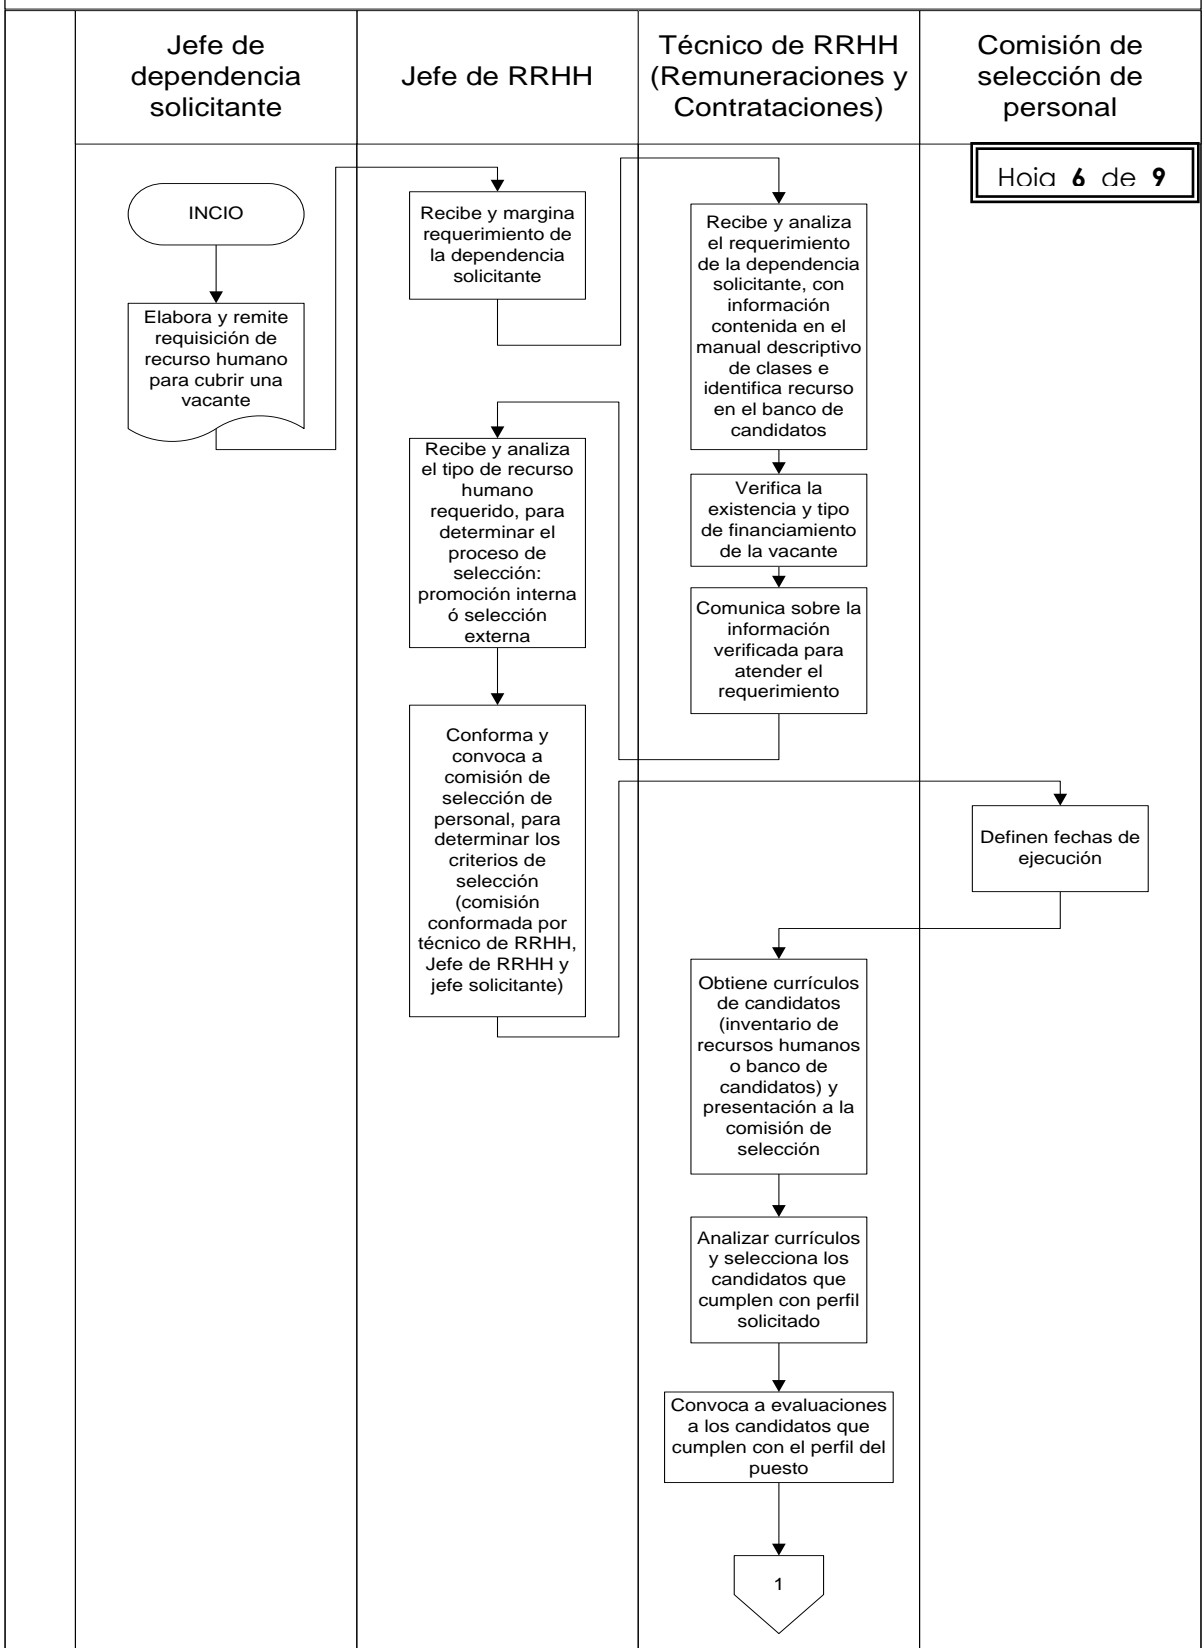 Jefe de
dependencia
solicitante
Jefe de RRHH
Técnico de RRHH
(Remuneraciones y
Contrataciones)
Comisión de
selección de
personal
Hoja 6 de 9
INCIO
Elabora y remite
requisición de
recurso humano
para cubrir una
vacante
Recibe y margina
requerimiento de
la dependencia
solicitante
Recibe y analiza
el requerimiento
de la dependencia
solicitante, con
información
contenida en el
manual descriptivo
de clases e
identifica recurso
en el banco de
candidatos
Verifica la
existencia y tipo
de financiamiento
de la vacante
Comunica sobre la
información
verificada para
atender el
requerimiento
Recibe y analiza
el tipo de recurso
humano
requerido, para
determinar el
proceso de
selección:
promoción interna
ó selección
externa
Conforma y
convoca a
comisión de
selección de
personal, para
determinar los
criterios de
selección
(comisión
conformada por
técnico de RRHH,
Jefe de RRHH y
jefe solicitante)
Definen fechas de
ejecución
Obtiene currículos
de candidatos
(inventario de
recursos humanos
o banco de
candidatos) y
presentación a la
comisión de
selección
Analizar currículos
y selecciona los
candidatos que
cumplen con perfil
solicitado
Convoca a evaluaciones
a los candidatos que
cumplen con el perfil del
puesto
1